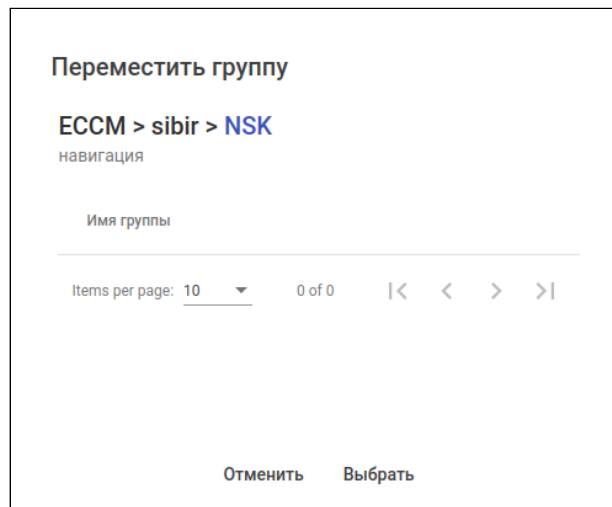 Переместить группу
ECCM > sibir > NSK
навигация
Имя группы
Items per page: 10 0 of 0
Отменить Выбрать